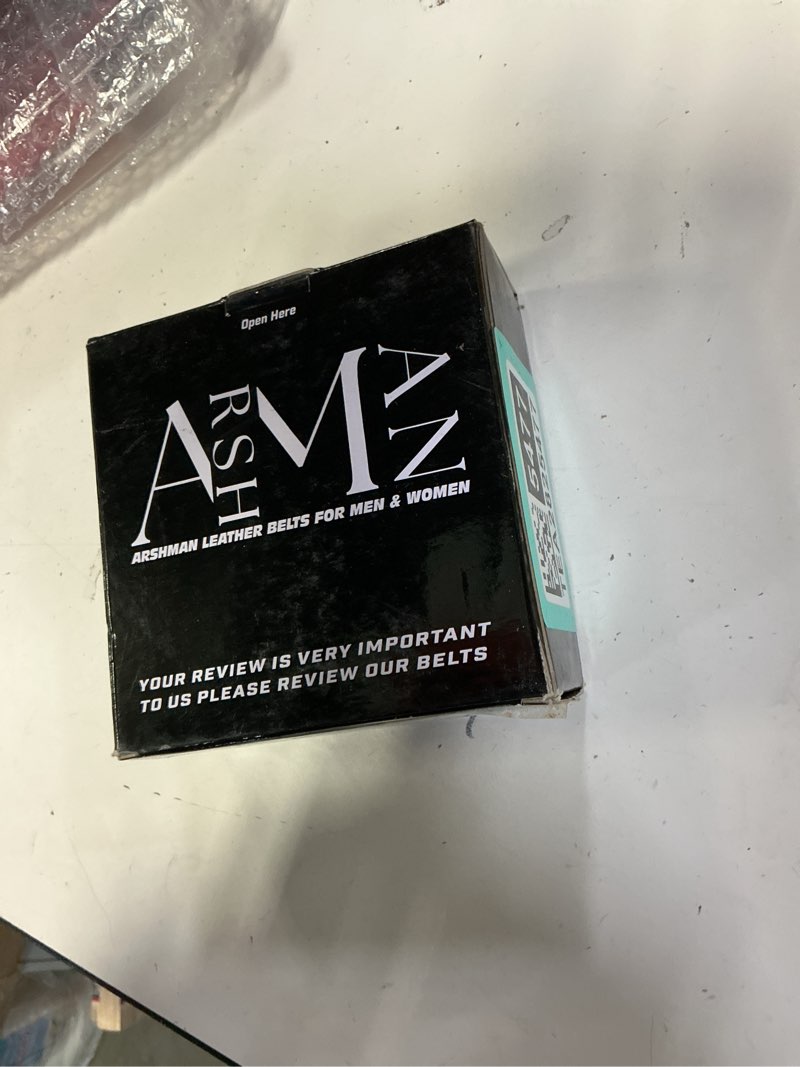 Open Here
ARSHMAN
ARSHMAN LEATHER BELTS FOR MEN & WOMEN
YOUR REVIEW IS VERY IMPORTANT
TO US PLEASE REVIEW OUR BELTS
6477